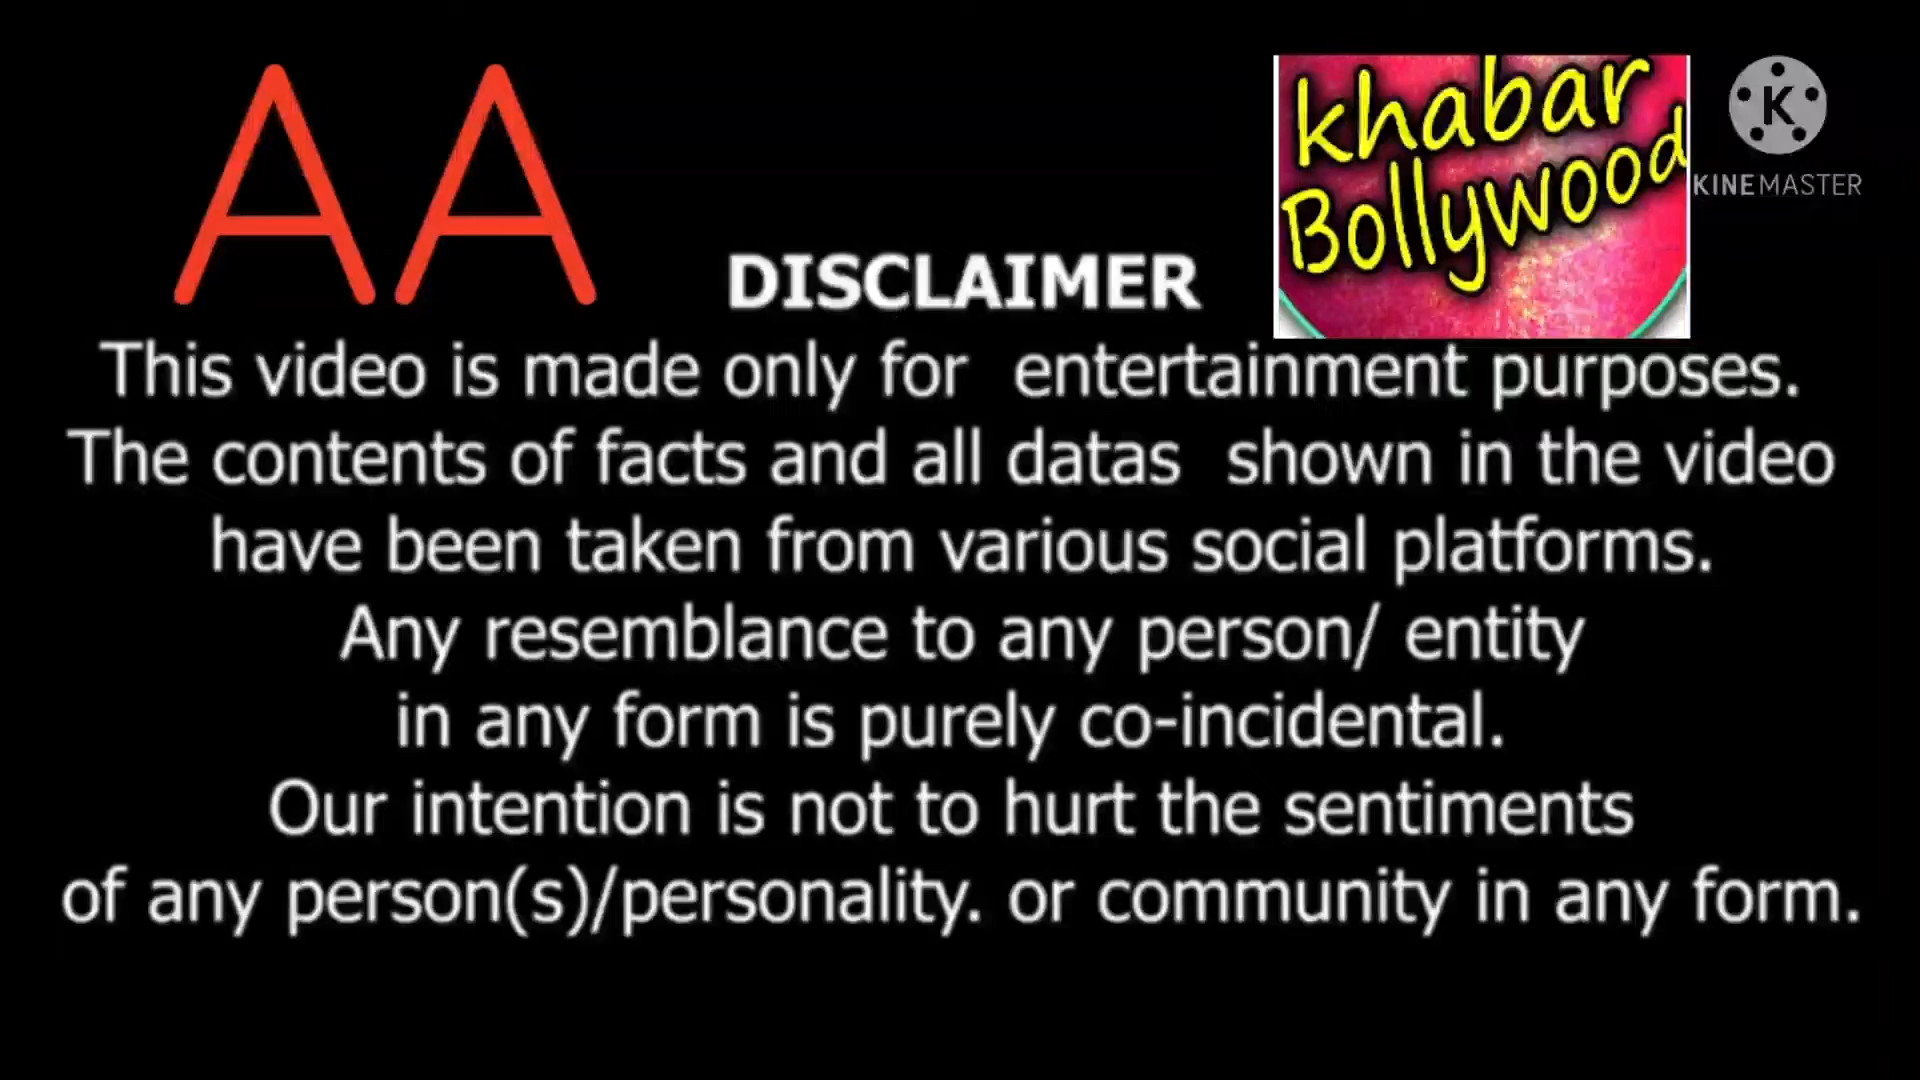 AA
khabar
Bollywood
K
KINEMASTER
DISCLAIMER
This video is made only for entertainment purposes.
The contents of facts and all datas shown in the video
have been taken from various social platforms.
Any resemblance to any person/ entity
in any form is purely co-incidental.
Our intention is not to hurt the sentiments
of any person(s)/personality. or community in any form.